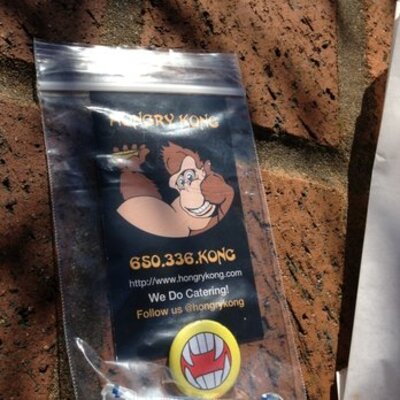 HONGRY KONG
650.336.KONG
http://www.hongrykong.com
We Do Catering!
Follow us @hongrykong